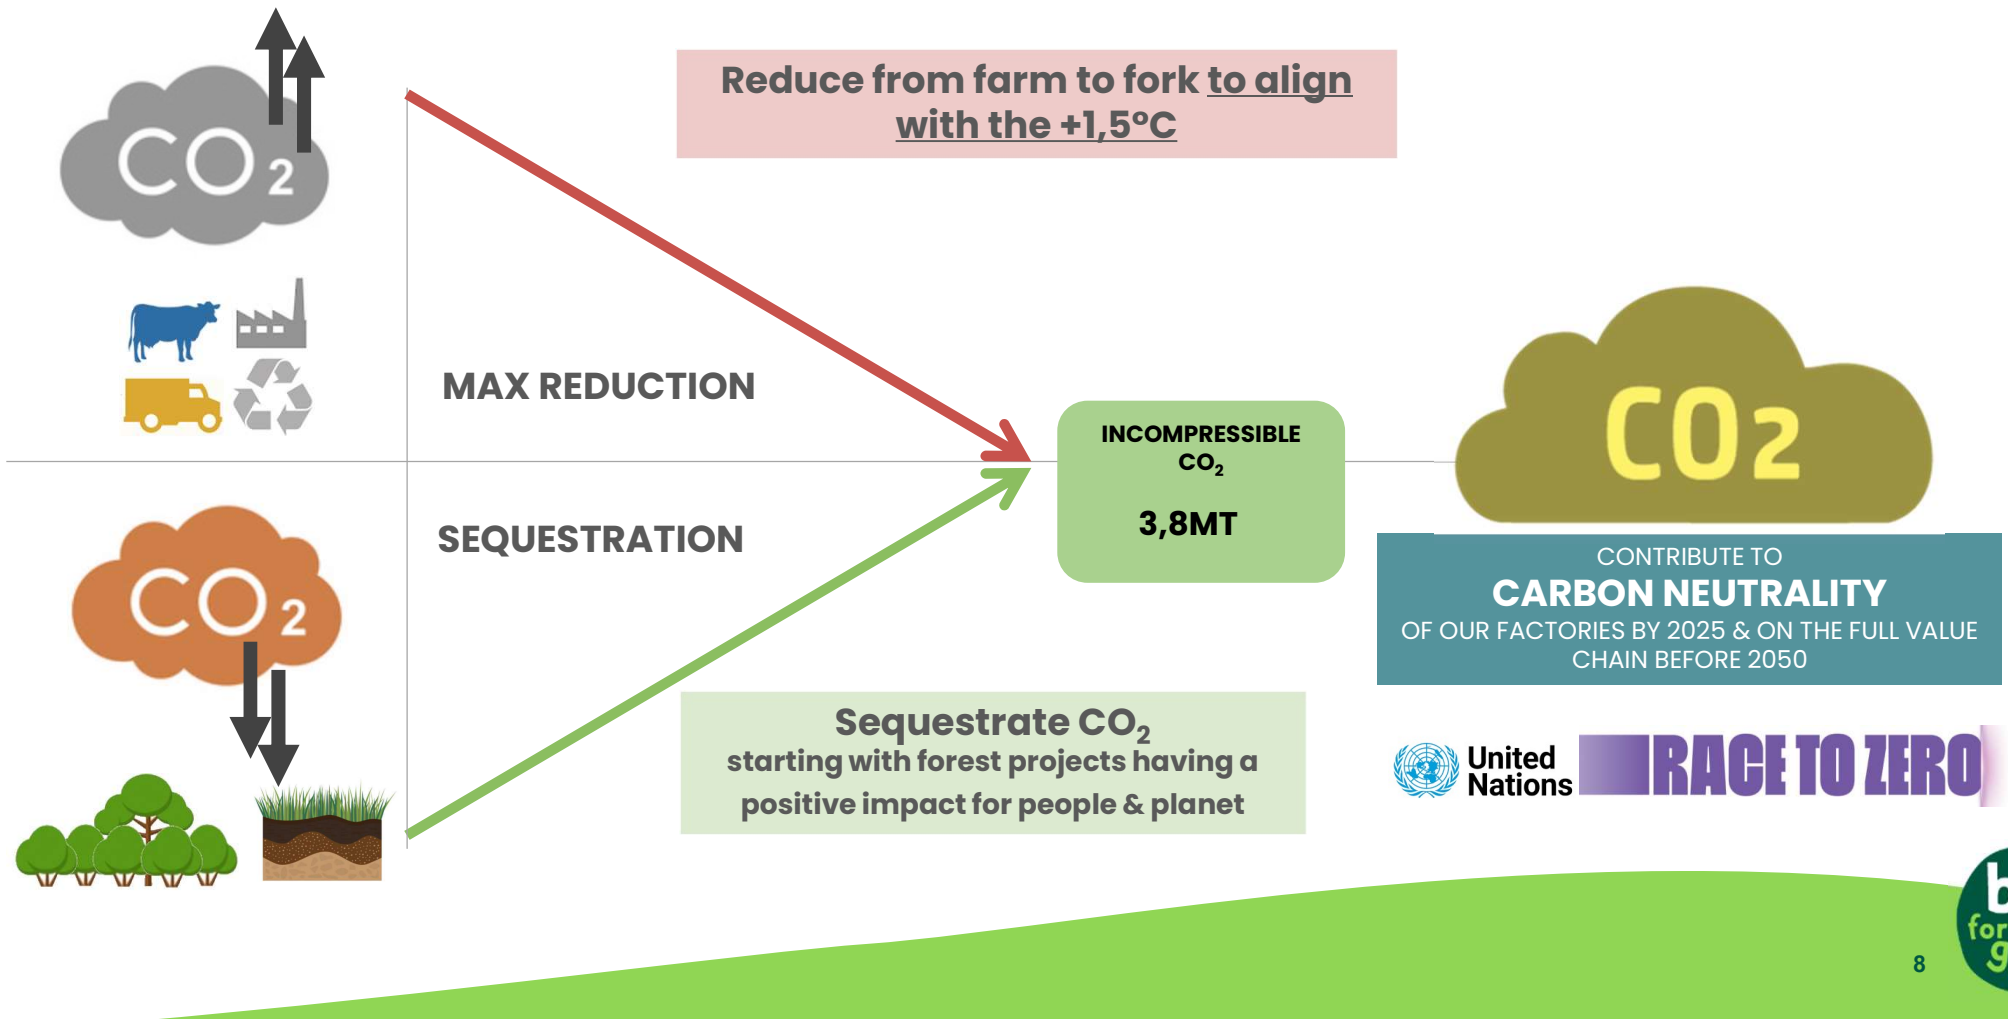 CO2
Reduce from farm to fork to align
with the +1,5°C
MAX REDUCTION
INCOMPRESSIBLE
CO₂
3,8MT
CO2
SEQUESTRATION
CO2
CONTRIBUTE TO
CARBON NEUTRALITY
OF OUR FACTORIES BY 2025 & ON THE FULL VALUE
CHAIN BEFORE 2050
Sequestrate CO₂
starting with forest projects having a
positive impact for people & planet
United
Nations
RACE TO ZERO
8